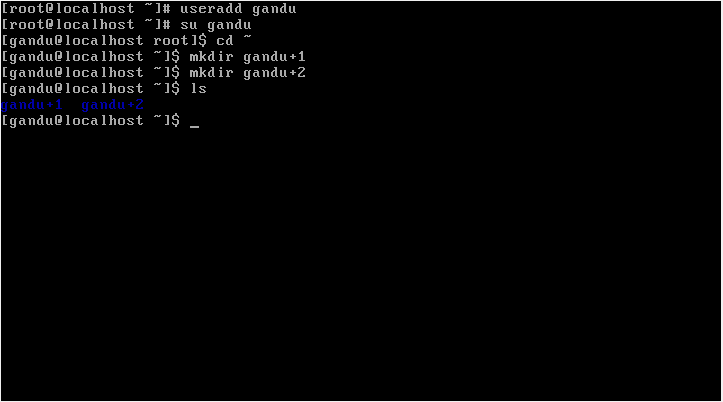 [root@localhost ~]# useradd gandu
[root@localhost ~]# su gandu
[gandu@localhost root]$ cd ~
[gandu@localhost ~]$ mkdir gandu+1
[gandu@localhost ~]$ mkdir gandu+2
[gandu@localhost ~]$ ls
gandu+1  gandu+2
[gandu@localhost ~]$ _